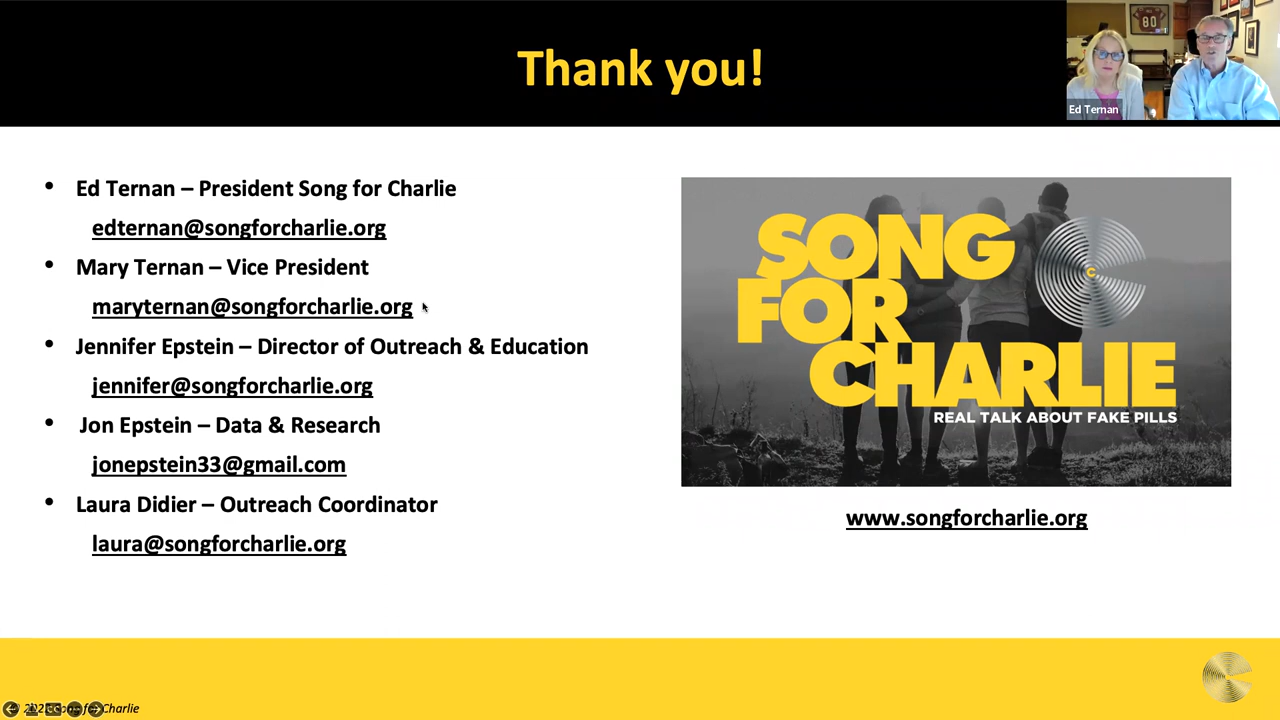 Thank you!
80
Ed Ternan
• Ed Ternan – President Song for Charlie
edternan@songforcharlie.org
• Mary Ternan – Vice President
maryternan@songforcharlie.org
• Jennifer Epstein – Director of Outreach & Education
jennifer@songforcharlie.org
• Jon Epstein – Data & Research
jonepstein33@gmail.com
• Laura Didier – Outreach Coordinator
laura@songforcharlie.org
SONG
FOR
CHARLIE
C
REAL TALK ABOUT FAKE PILLS
www.songforcharlie.org
Charlie